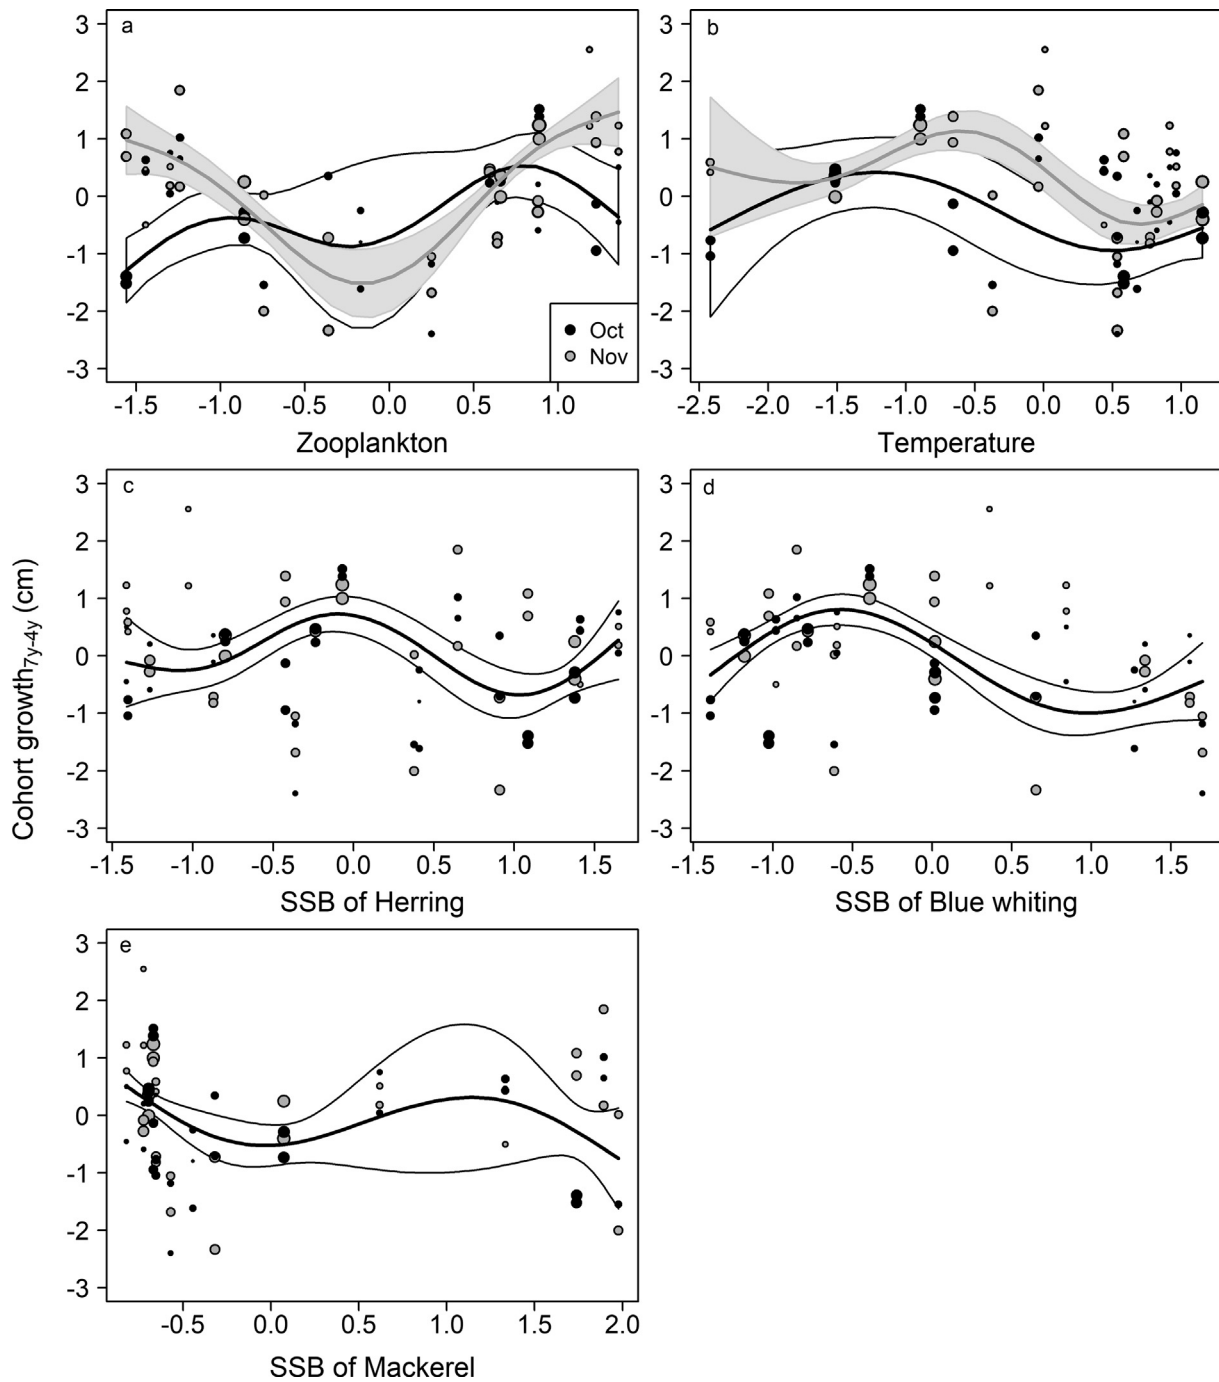 a
3
2
1
0
-1
-2
-3
-1.5 -1.0 -0.5 0.0 0.5 1.0
Zooplankton
Oct
Nov
b
3
2
1
0
-1
-2
-3
-2.5 -2.0 -1.5 -1.0 -0.5 0.0 0.5 1.0
Temperature
Cohort growth7y-4y (cm)
c
3
2
1
0
-1
-2
-3
-1.5 -1.0 -0.5 0.0 0.5 1.0 1.5
SSB of Herring
d
3
2
1
0
-1
-2
-3
-1.5 -1.0 -0.5 0.0 0.5 1.0 1.5
SSB of Blue whiting
e
3
2
1
0
-1
-2
-3
-0.5 0.0 0.5 1.0 1.5 2.0
SSB of Mackerel